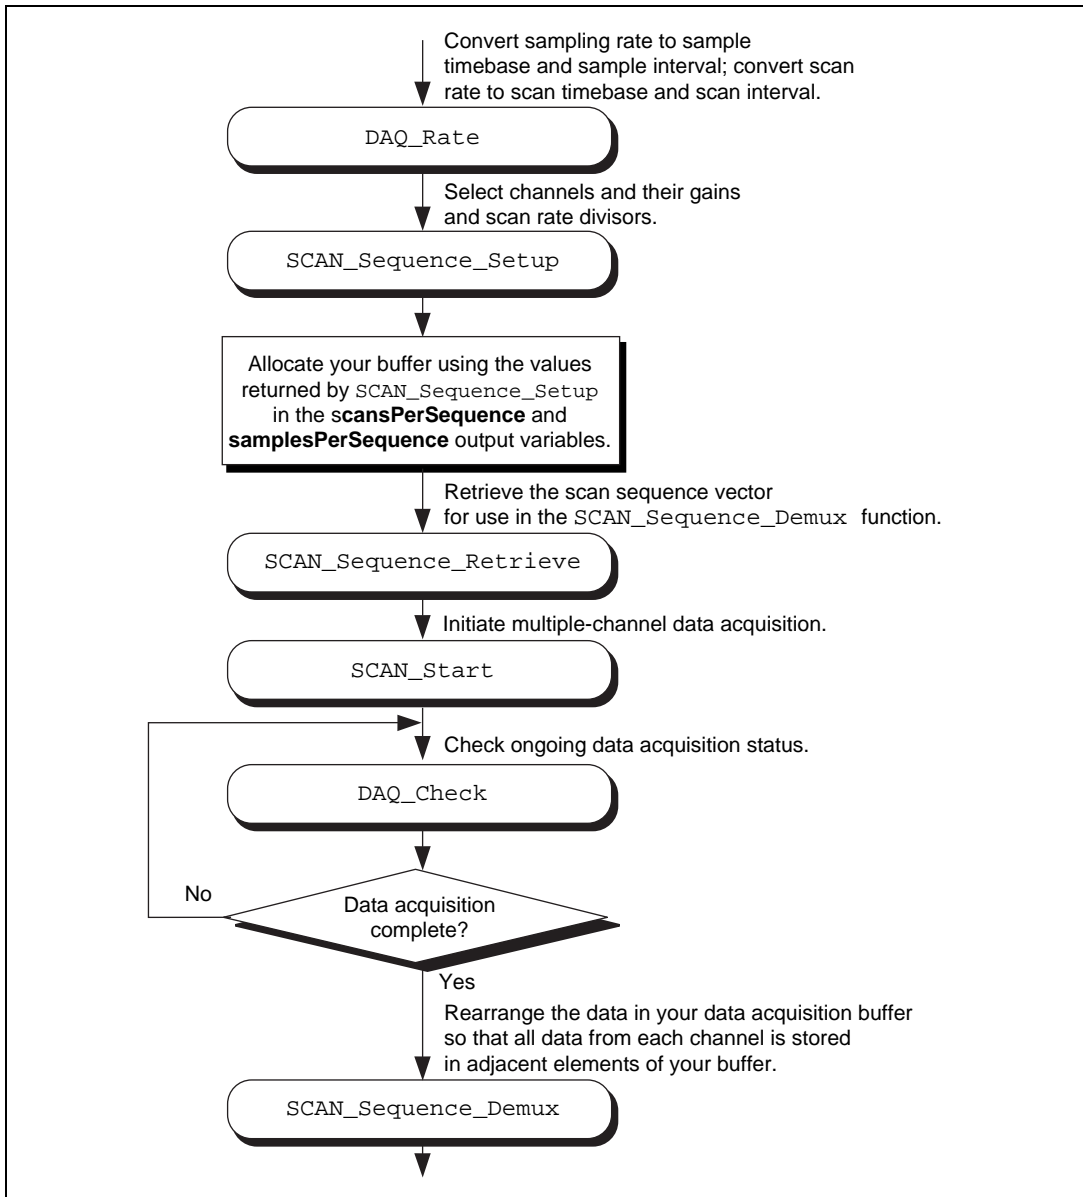 Convert sampling rate to sample
timebase and sample interval; convert scan
rate to scan timebase and scan interval.
DAQ_Rate
Select channels and their gains
and scan rate divisors.
SCAN_Sequence_Setup
Allocate your buffer using the values
returned by SCAN_Sequence_Setup
in the scansPerSequence and
samplesPerSequence output variables.
Retrieve the scan sequence vector
for use in the SCAN_Sequence_Demux function.
SCAN_Sequence_Retrieve
Initiate multiple-channel data acquisition.
SCAN_Start
Check ongoing data acquisition status.
DAQ_Check
No
Data acquisition
complete?
Yes
Rearrange the data in your data acquisition buffer
so that all data from each channel is stored
in adjacent elements of your buffer.
SCAN_Sequence_Demux